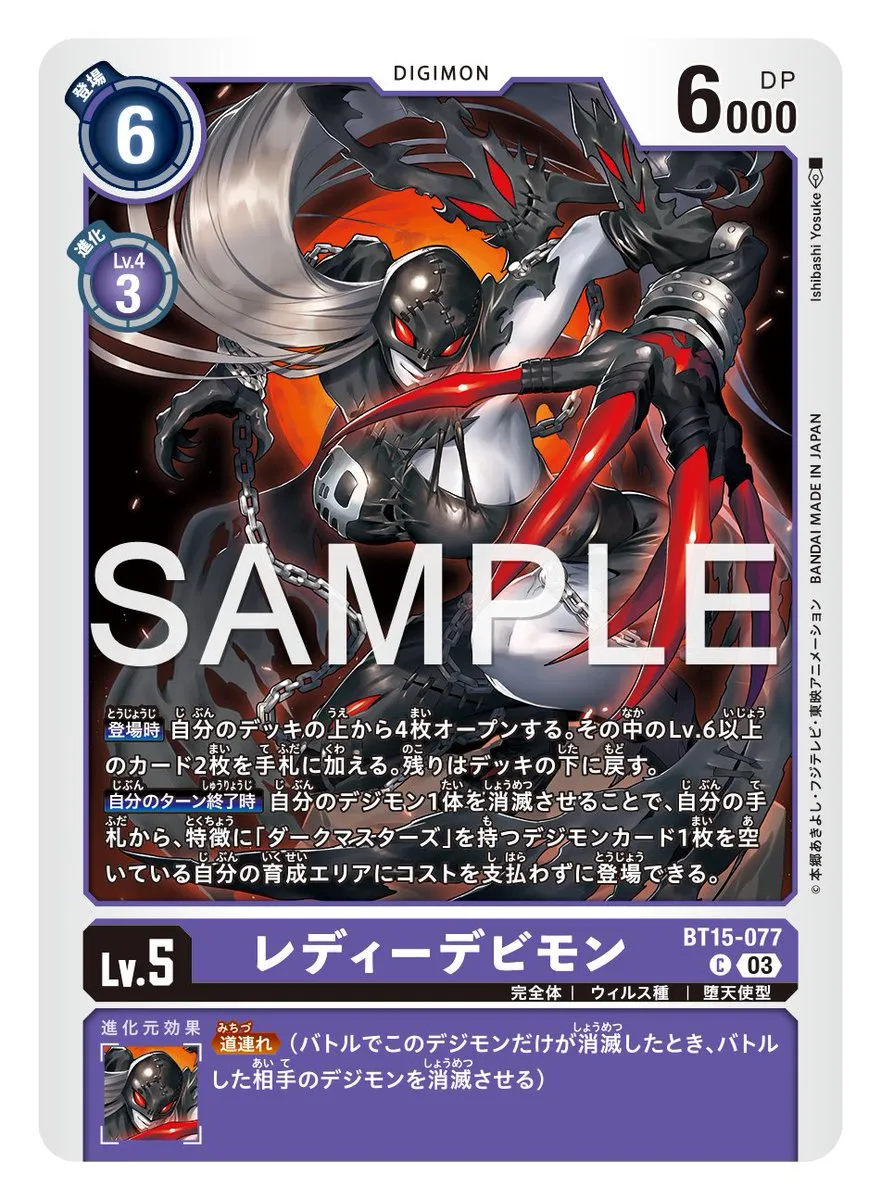 DIGIMON
登場
6
DP
6000
進化
Lv.4
3
Ishibashi Yosuke
©本郷あきよし・フジテレビ・東映アニメーション BANDAI MADE IN JAPAN
SAMPLE
登場時 自分のデッキの上から4枚オープンする。その中のLv.6以上
のカード2枚を手札に加える。残りはデッキの下に戻す。
自分のターン終了時 自分のデジモン1体を消滅させることで、自分の手
札から、特徴に「ダークマスターズ」を持つデジモンカード1枚を空
いている自分の育成エリアにコストを支払わずに登場できる。
Lv.5
レディーデビモン
BT15-077
C 03
完全体 | ウィルス種 | 堕天使型
進化元効果
道連れ（バトルでこのデジモンだけが消滅したとき、バトル
した相手のデジモンを消滅させる）